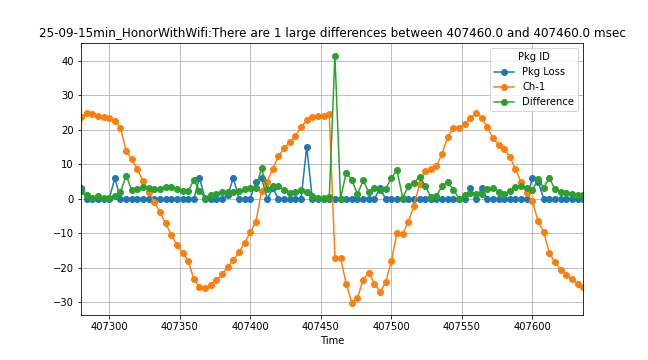 25-09-15min_HonorWithWifi:There are 1 large differences between 407460.0 and 407460.0 msec
Pkg ID
Pkg Loss
Ch-1
Difference
40
30
20
10
0
−10
−20
−30
407300 407350 407400 407450 407500 407550 407600
Time